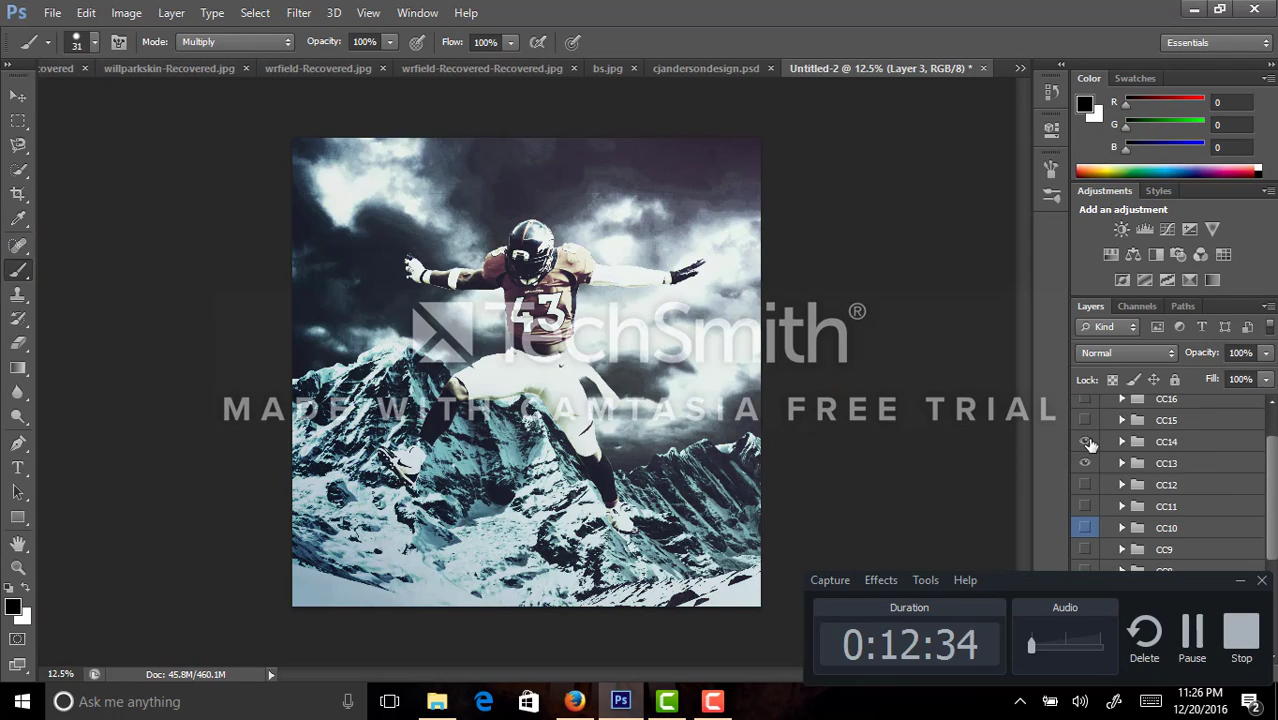 Ps File Edit Image Layer Type Select Filter 3D View Window Help
31 Mode: Multiply Opacity: 100% Flow: 100% Essentials
covered × willparkskin-Recovered.jpg × wrfield-Recovered.jpg × wrfield-Recovered-Recovered.jpg × bs.jpg × cjandersondesign.psd × Untitled-2 @ 12.5% (Layer 3, RGB/8) * ×
Color Swatches
R 0
G 0
B 0
Adjustments Styles
Add an adjustment
Layers Channels Paths
Kind
Normal Opacity: 100%
Lock: Fill: 100%
CC16
CC15
CC14
CC13
CC12
CC11
CC10
CC9
CC8
43
TechSmith®
MADE WITH CAMTASIA FREE TRIAL
Capture Effects Tools Help
Duration Audio
0:12:34
Delete Pause Stop
12.5% Doc: 45.8M/460.1M
Ask me anything
Ps
11:26 PM
12/20/2016
2